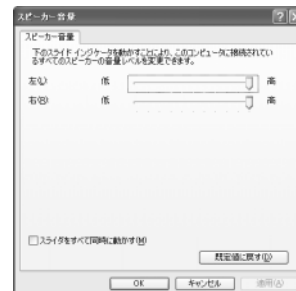 スピーカー音量
スピーカー音量
下のスライド インジケータを動かすことにより、このコンピュータに接続されてい
るすべてのスピーカーの音量レベルを変更できます。
左(L) 低 高
右(R) 低 高
スライダをすべて同時に動かす(M)
既定値に戻す(D)
OK キャンセル 適用(A)